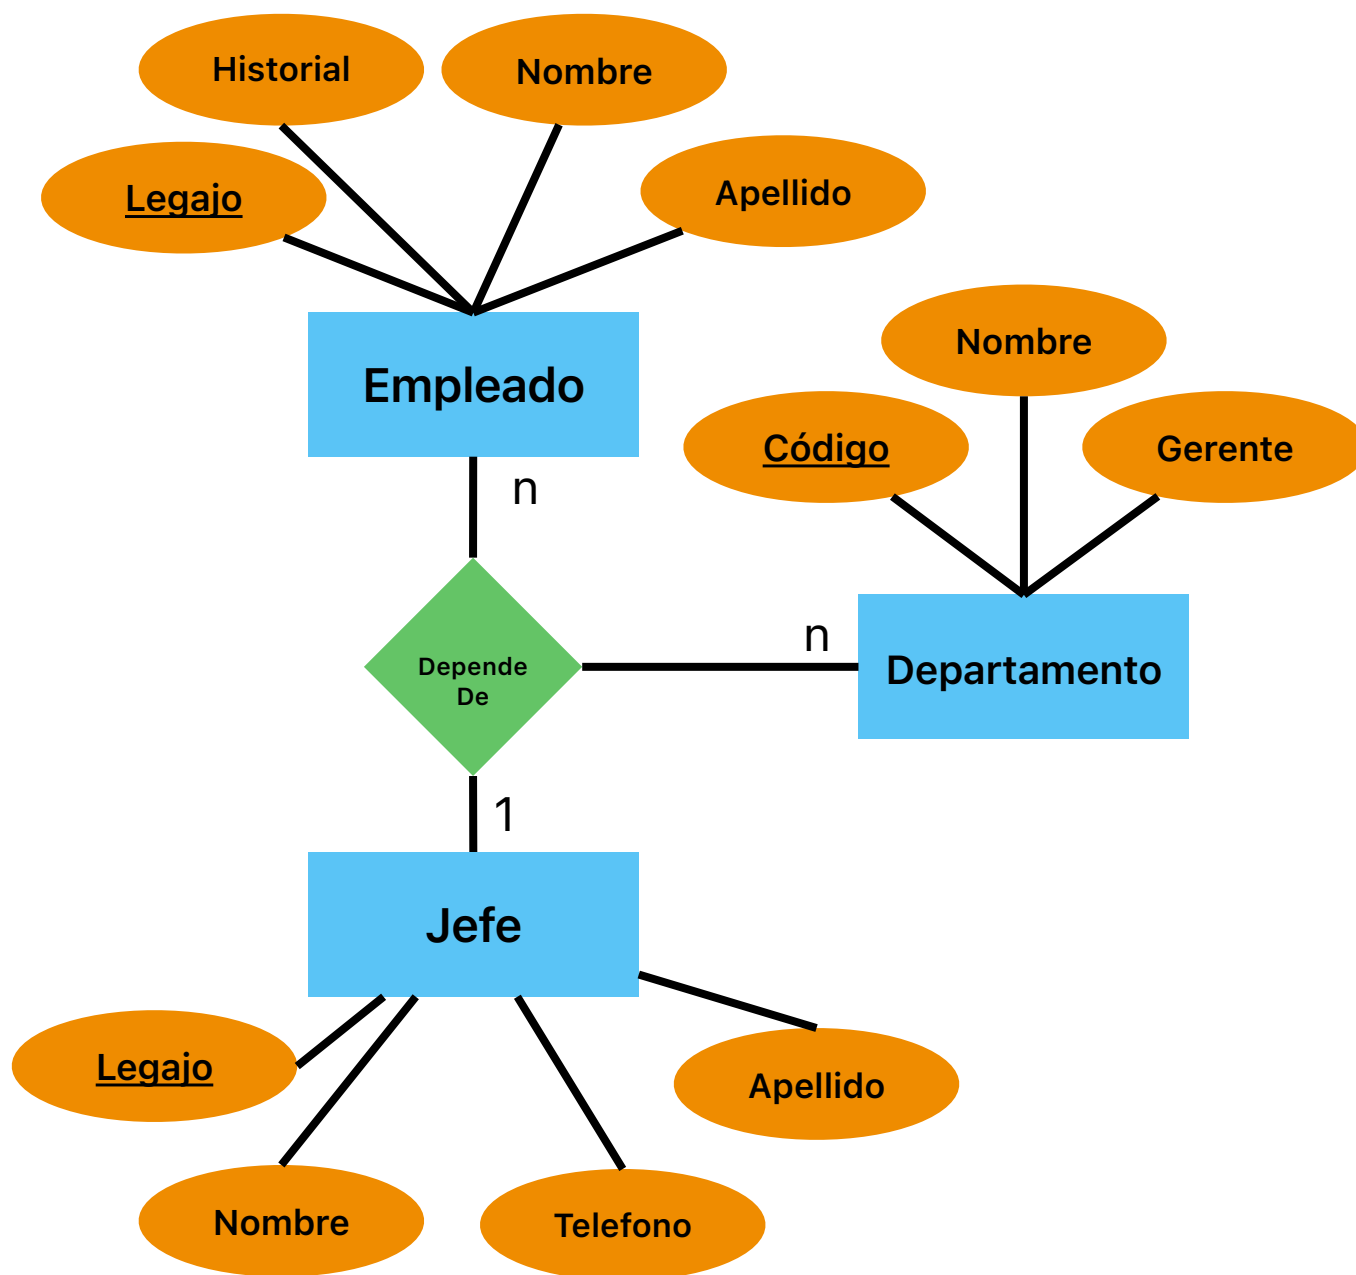 Historial
Nombre
Legajo
Apellido
Empleado
Nombre
Código
Gerente
n
n
Departamento
Depende
De
1
Jefe
Legajo
Apellido
Nombre
Telefono